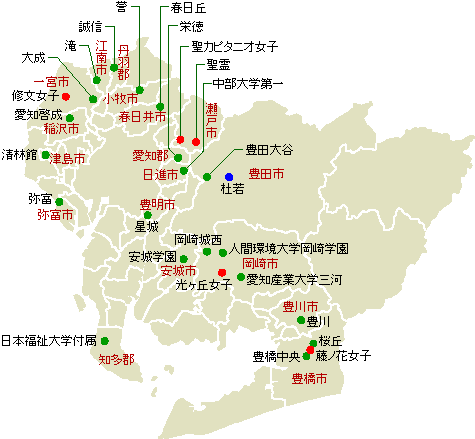 誉
春日丘
誠信
栄徳
滝
江南市
丹羽郡
聖カピタニオ女子
大成
聖霊
一宮市
中部大学第一
修文女子
小牧市
瀬戸市
愛知啓成
春日井市
稲沢市
清林館
津島市
愛知郡
豊田大谷
日進市
豊田市
杜若
弥富
弥富市
豊明市
星城
岡崎城西
人間環境大学岡崎学園
安城学園
安城市
岡崎市
光ヶ丘女子
愛知産業大学三河
豊川市
豊川
日本福祉大学付属
知多郡
桜丘
豊橋中央
藤ノ花女子
豊橋市